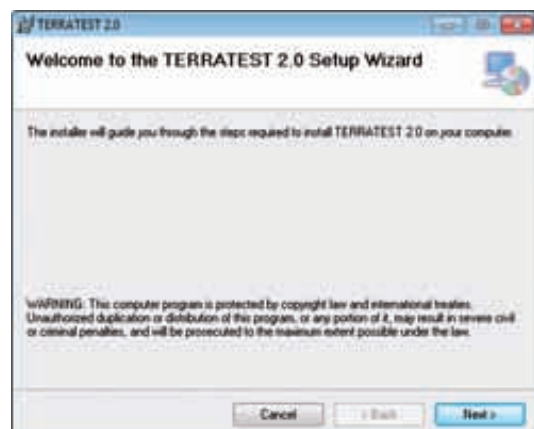 TERRATEST 2.0
Welcome to the TERRATEST 2.0 Setup Wizard
The installer will guide you through the steps required to install TERRATEST 2.0 on your computer.
WARNING: This computer program is protected by copyright law and international treaties.
Unauthorized duplication or distribution of this program, or any portion of it, may result in severe civil
or criminal penalties, and will be prosecuted to the maximum extent possible under the law.
Cancel < Back Next >